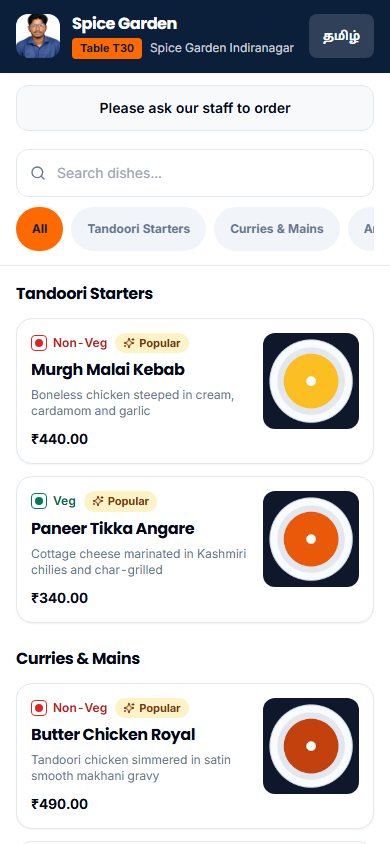 Spice Garden
Table T30 Spice Garden Indiranagar
தமிழ்
Please ask our staff to order
Search dishes...
All Tandoori Starters Curries & Mains
Tandoori Starters
Non-Veg Popular
Murgh Malai Kebab
Boneless chicken steeped in cream,
cardamom and garlic
₹440.00
Veg Popular
Paneer Tikka Angare
Cottage cheese marinated in Kashmiri
chilies and char-grilled
₹340.00
Curries & Mains
Non-Veg Popular
Butter Chicken Royal
Tandoori chicken simmered in satin
smooth makhani gravy
₹490.00